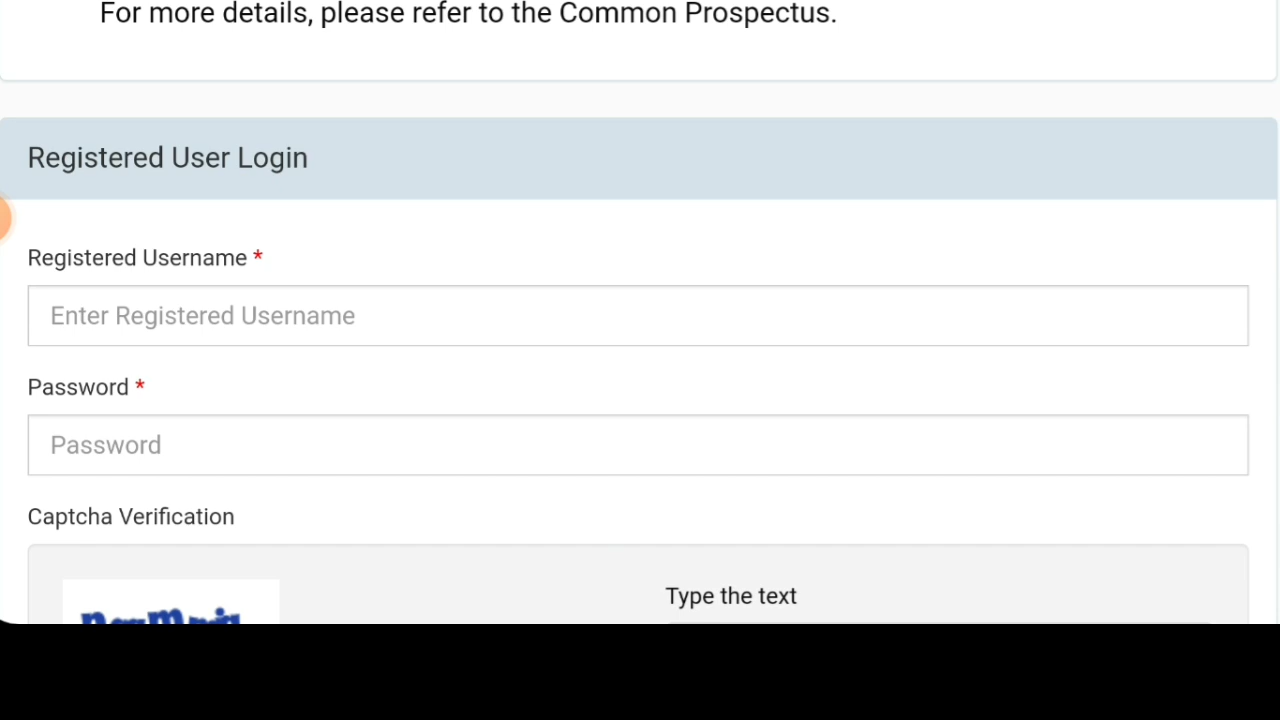 For more details, please refer to the Common Prospectus.
Registered User Login
Registered Username *
Enter Registered Username
Password *
Password
Captcha Verification
Type the text